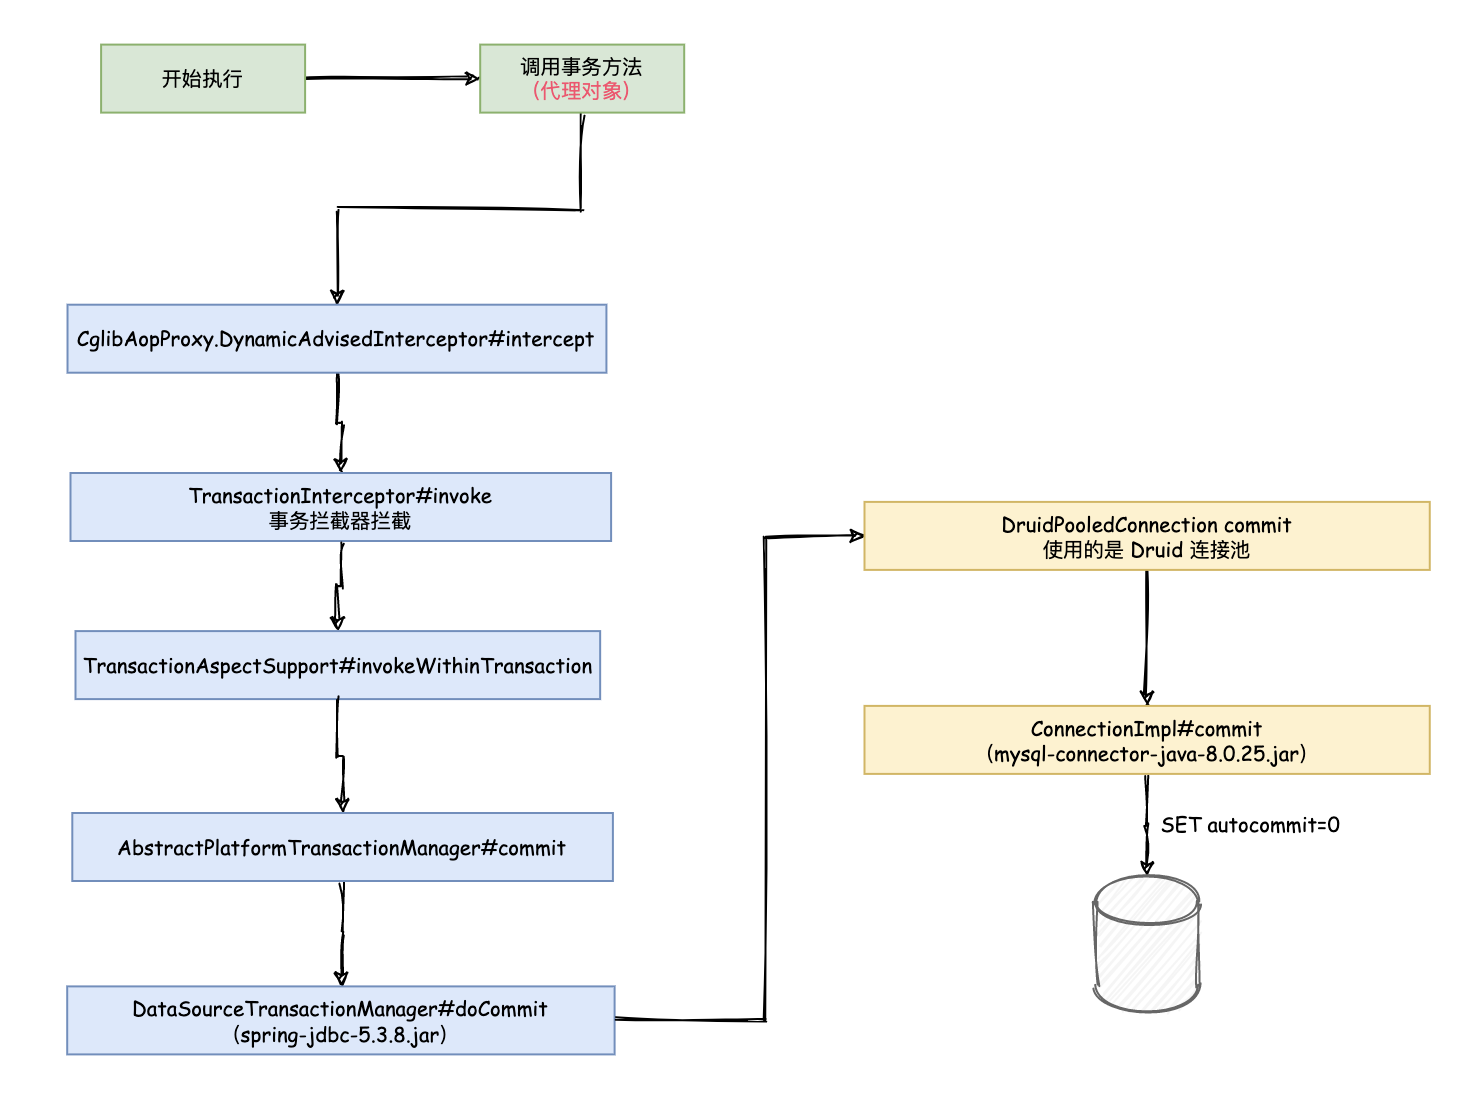 开始执行
调用事务方法
(代理对象)
CglibAopProxy.DynamicAdvisedInterceptor#intercept
TransactionInterceptor#invoke
事务拦截器拦截
TransactionAspectSupport#invokeWithinTransaction
AbstractPlatformTransactionManager#commit
DataSourceTransactionManager#doCommit
(spring-jdbc-5.3.8.jar)
DruidPooledConnection commit
使用的是 Druid 连接池
ConnectionImpl#commit
(mysql-connector-java-8.0.25.jar)
SET autocommit=0